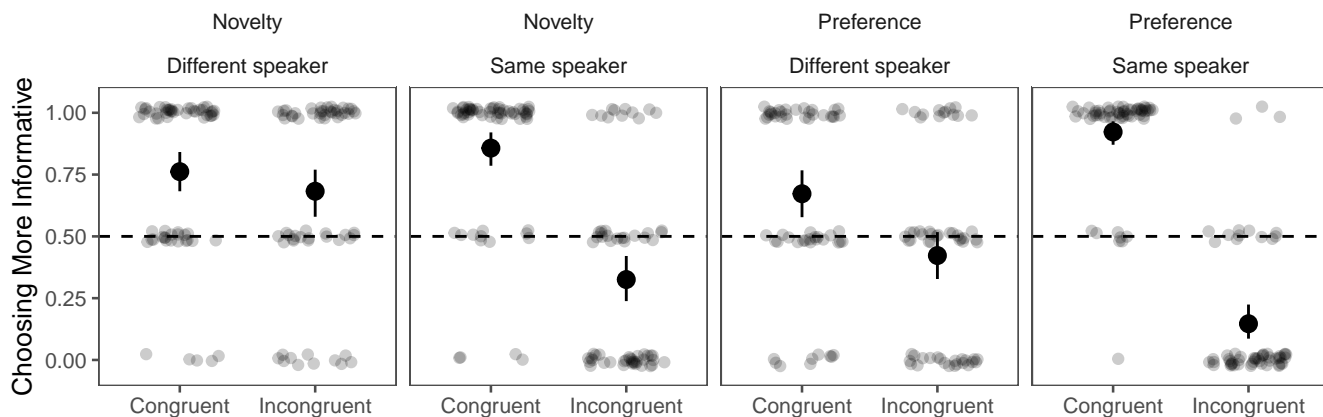 Novelty Novelty Preference Preference
Different speaker Same speaker Different speaker Same speaker
Choosing More Informative
1.00
0.75
0.50
0.25
0.00
Congruent Incongruent Congruent Incongruent Congruent Incongruent Congruent Incongruent